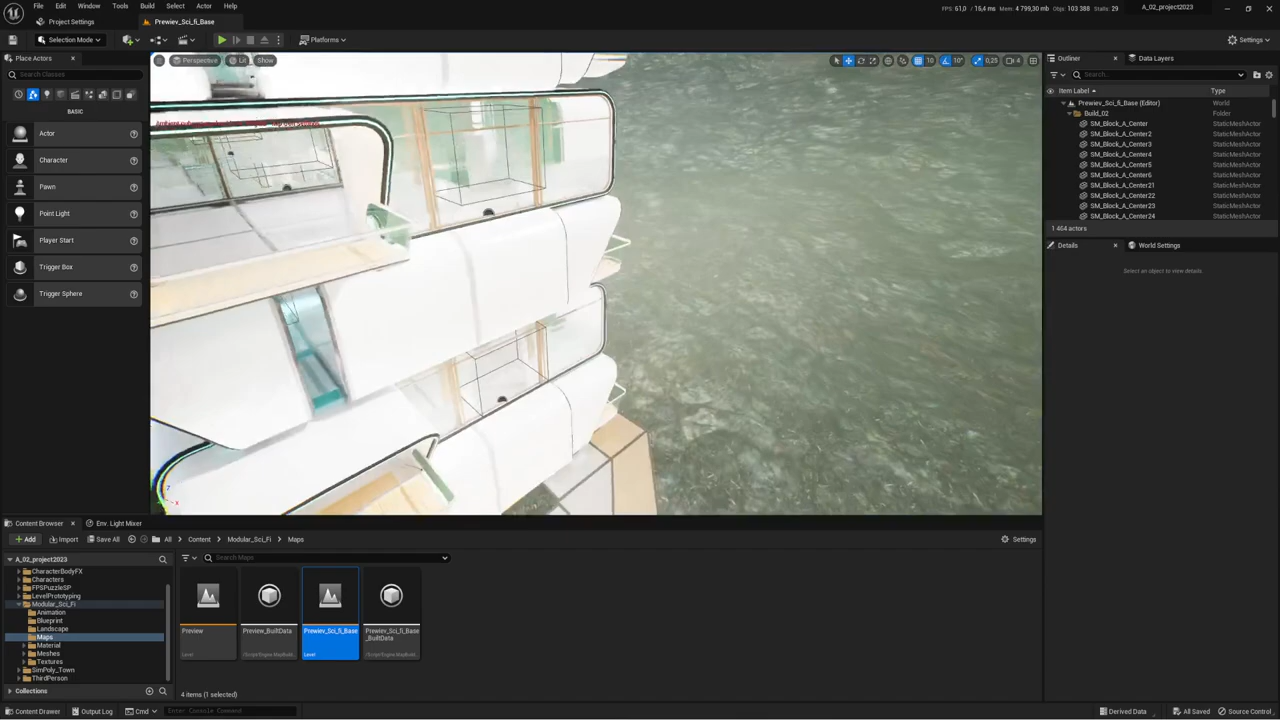 File Edit Window Tools Build Select Actor Help
FPS: 61,0 / 16,4 ms Mem: 4 799,30 mb Obj: 103 388 Stalls: 29
A_02_project2023
Project Settings
Prewiev_Sci_fi_Base
Selection Mode
Platforms
Settings
Place Actors
Search Classes
BASIC
Actor
Character
Pawn
Point Light
Player Start
Trigger Box
Trigger Sphere
Perspective Lit Show
10 10° 0,25 4
Outliner
Data Layers
Search...
Item Label Type
Prewiev_Sci_fi_Base (Editor) World
Build_02 Folder
SM_Block_A_Center StaticMeshActor
SM_Block_A_Center2 StaticMeshActor
SM_Block_A_Center3 StaticMeshActor
SM_Block_A_Center4 StaticMeshActor
SM_Block_A_Center5 StaticMeshActor
SM_Block_A_Center6 StaticMeshActor
SM_Block_A_Center21 StaticMeshActor
SM_Block_A_Center22 StaticMeshActor
SM_Block_A_Center23 StaticMeshActor
SM_Block_A_Center24 StaticMeshActor
1 464 actors
Details
World Settings
Select an object to view details.
Content Browser
Env. Light Mixer
Add Import Save All All Content Modular_Sci_Fi Maps Settings
A_02_project2023
CharacterBodyFX
Characters
FPSPuzzleSP
LevelPrototyping
Modular_Sci_Fi
Animation
Blueprint
Landscape
Maps
Material
Meshes
Textures
SimPoly_Town
ThirdPerson
Collections
Search Maps
Preview
Level
Preview_BuiltData
Prewiev_Sci_fi_Base
Level
Prewiev_Sci_fi_Base
_BuiltData
4 items (1 selected)
Content Drawer Output Log Cmd Enter Console Command
Derived Data All Saved Source Control